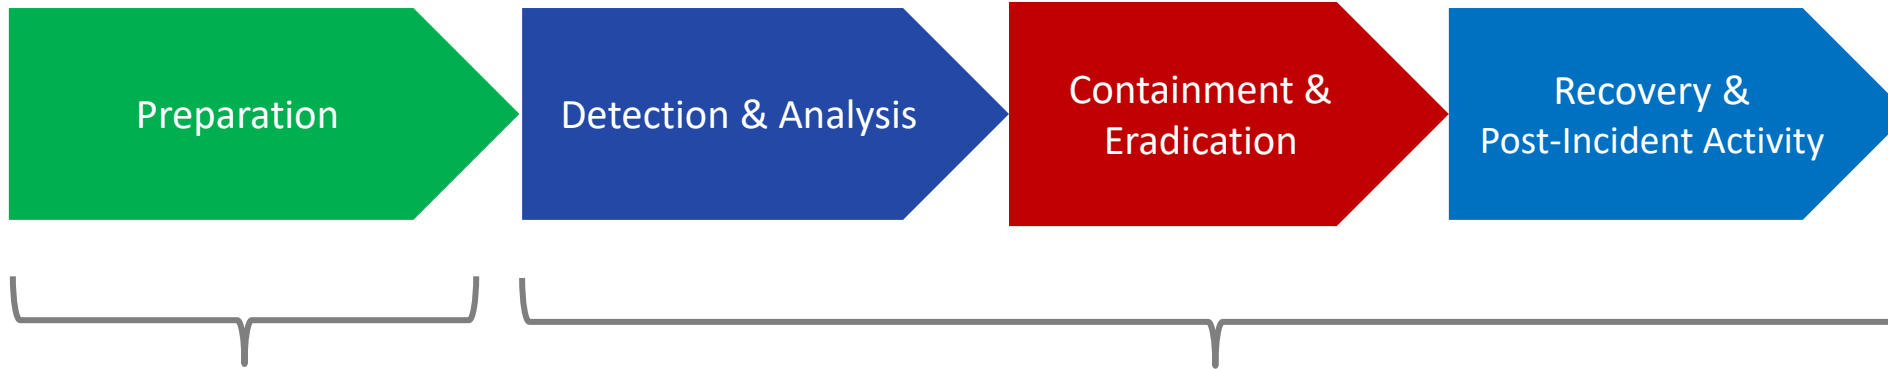 Preparation
Detection & Analysis
Containment &
Eradication
Recovery &
Post-Incident Activity